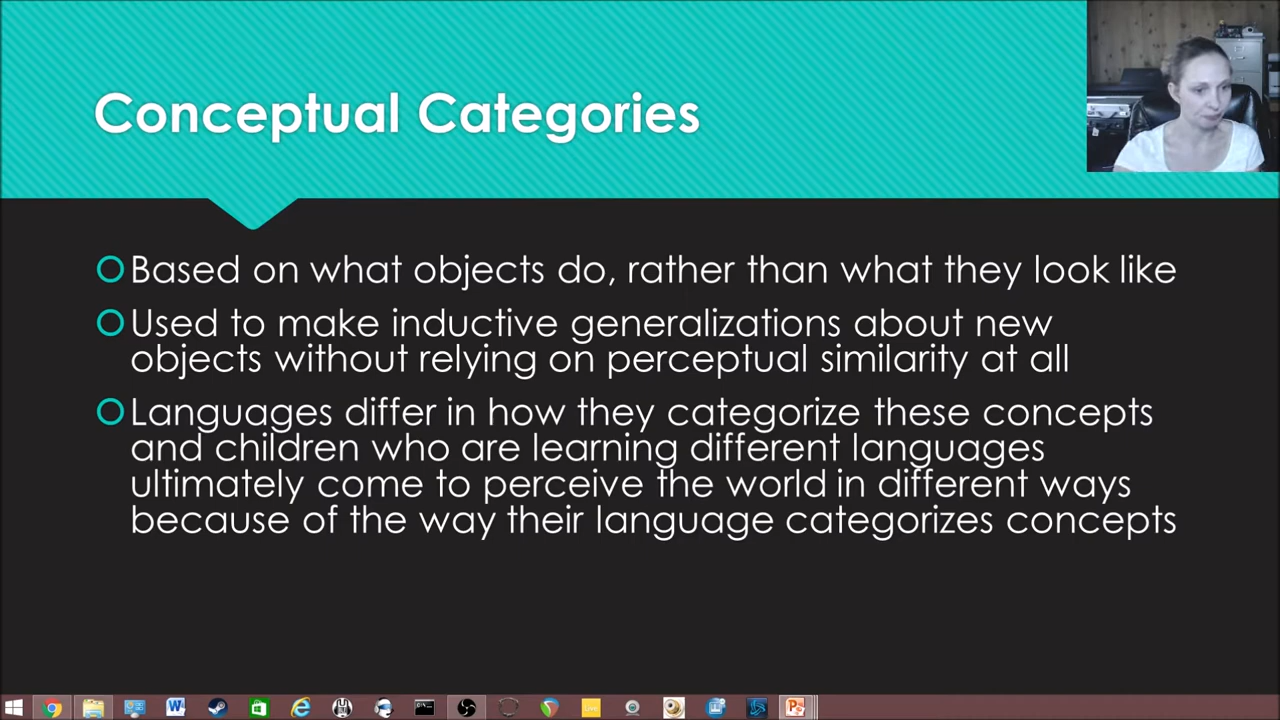 Conceptual Categories
Based on what objects do, rather than what they look like
Used to make inductive generalizations about new
objects without relying on perceptual similarity at all
Languages differ in how they categorize these concepts
and children who are learning different languages
ultimately come to perceive the world in different ways
because of the way their language categorizes concepts